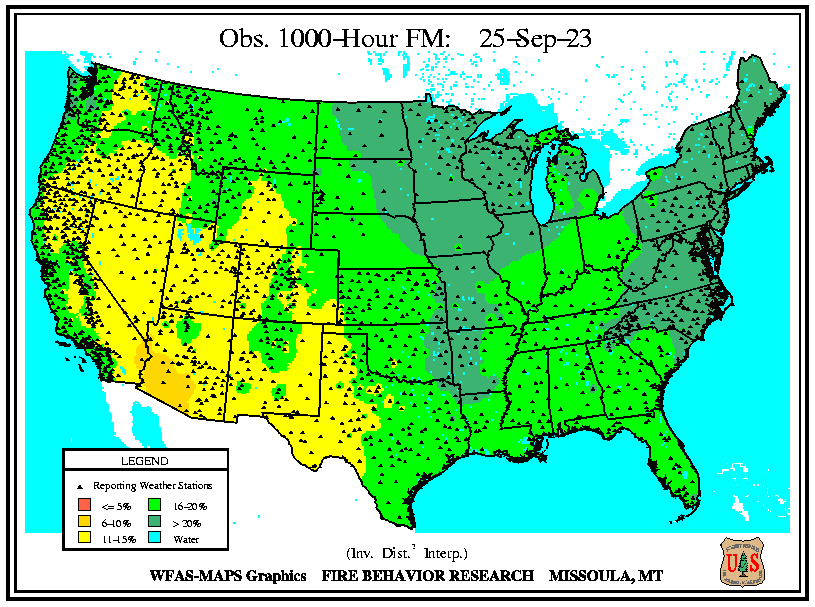 Obs. 1000-Hour FM: 25-Sep-23
LEGEND
Reporting Weather Stations
<= 5% 16-20%
6-10% > 20%
11-15% Water
(Inv. Dist.² Interp.)
WFAS-MAPS Graphics FIRE BEHAVIOR RESEARCH MISSOULA, MT
U S